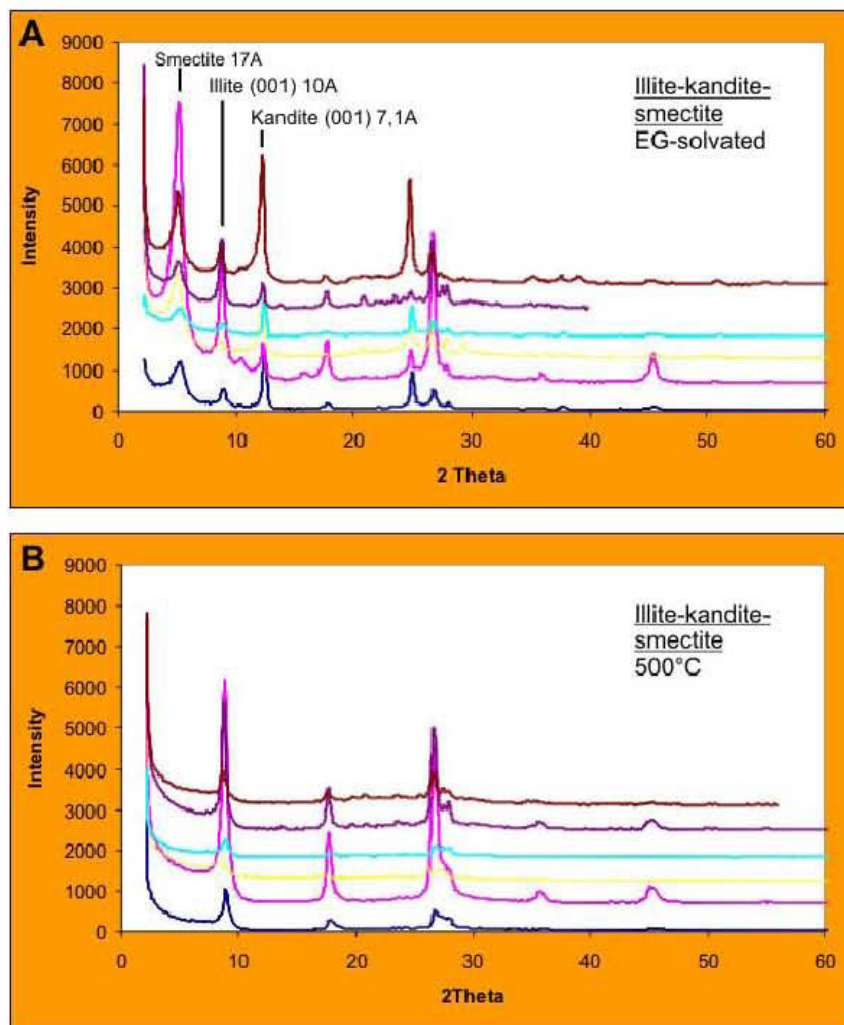 A
9000
8000
7000
6000
5000
4000
3000
2000
1000
0
Intensity
Smectite 17A
Illite (001) 10A
Kandite (001) 7,1A
Illite-kandite-
smectite
EG-solvated
0 10 20 30 40 50 60
2 Theta
B
9000
8000
7000
6000
5000
4000
3000
2000
1000
0
Intensity
Illite-kandite-
smectite
500°C
0 10 20 30 40 50 60
2Theta